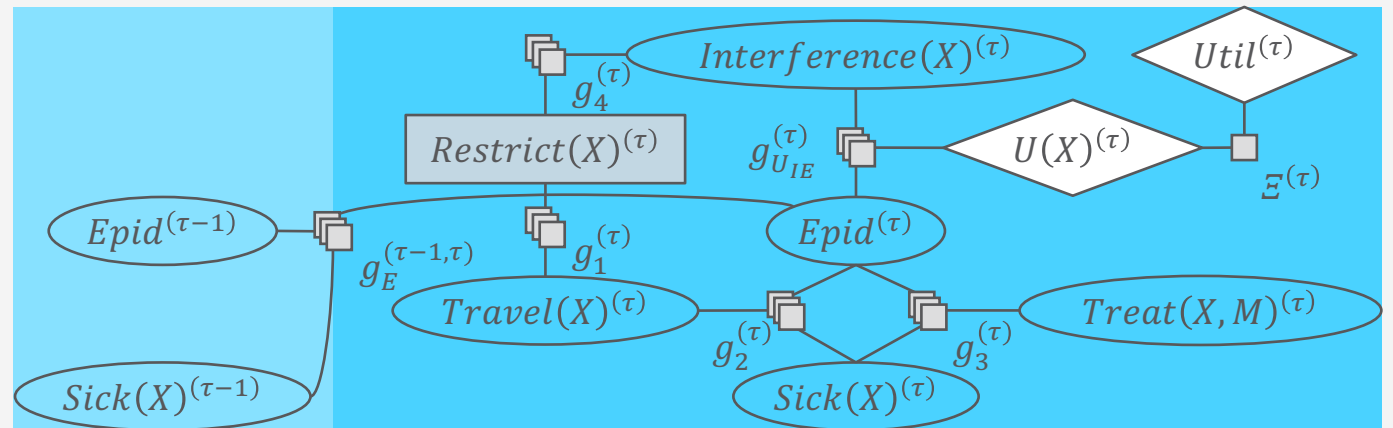 Interference(X)^(τ)
Util^(τ)
g_4^(τ)
Restrict(X)^(τ)
g_{U_{IE}}^(τ)
U(X)^(τ)
Ξ^(τ)
Epid^(τ−1)
g_E^(τ−1,τ)
g_1^(τ)
Epid^(τ)
Travel(X)^(τ)
g_2^(τ)
g_3^(τ)
Treat(X, M)^(τ)
Sick(X)^(τ−1)
Sick(X)^(τ)